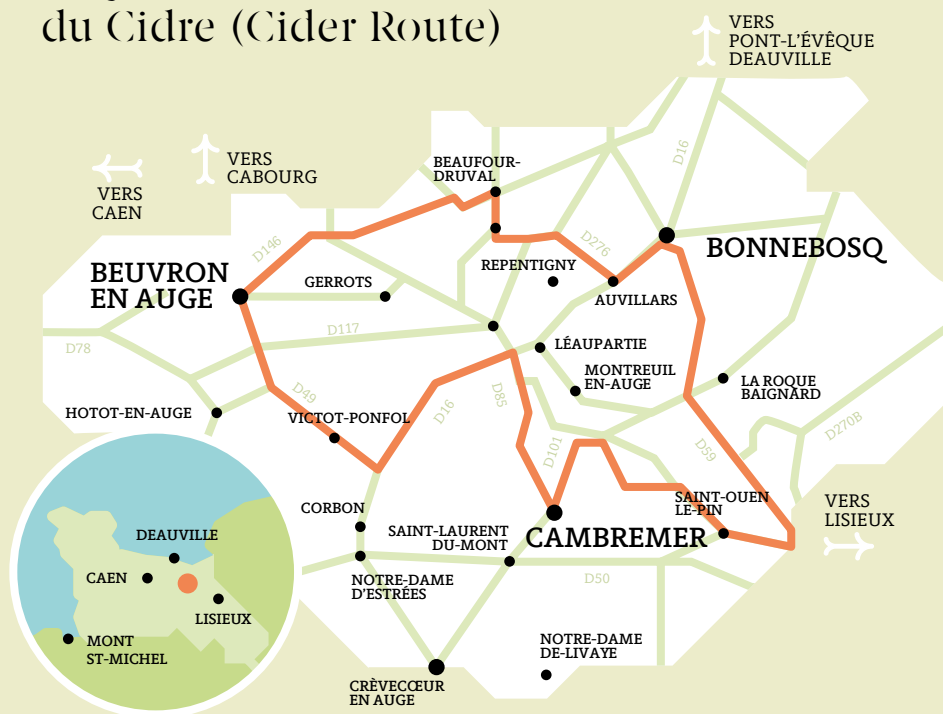 du Cidre (Cider Route)
VERS
PONT-L'ÉVÊQUE
DEAUVILLE
VERS
CABOURG
VERS
CAEN
BEAUFOUR-
DRUVAL
D16
D146
D276
BONNEBOSQ
BEUVRON
EN AUGE
GERROTS
REPENTIGNY
AUVILLARS
D117
D78
LÉAUPARTIE
MONTREUIL
EN-AUGE
LA ROQUE
BAIGNARD
D49
D16
D85
HOTOT-EN-AUGE
VICTOT-PONFOL
D270B
D101
D59
CORBON
SAINT-OUEN
LE-PIN
VERS
LISIEUX
SAINT-LAURENT
DU-MONT
CAMBREMER
DEAUVILLE
CAEN
LISIEUX
MONT
ST-MICHEL
NOTRE-DAME
D'ESTRÉES
D50
NOTRE-DAME
DE-LIVAYE
CRÈVECŒUR
EN AUGE